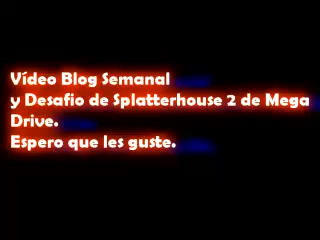 Vídeo Blog Semanal
y Desafio de Splatterhouse 2 de Mega
Drive.
Espero que les guste.